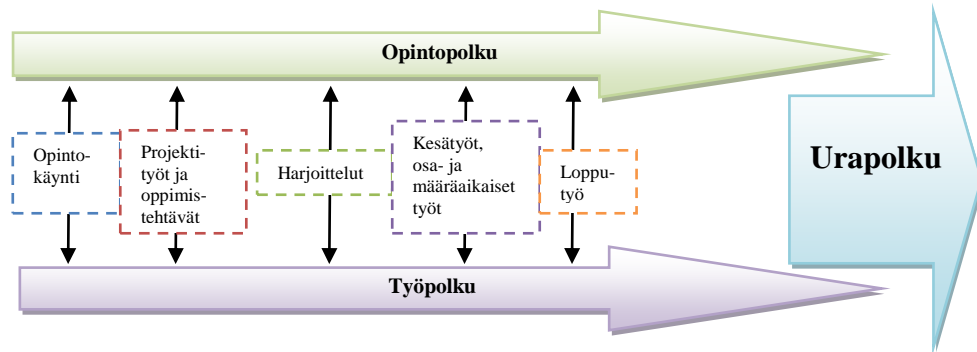 Opintopolku
Opinto-
käynti
Projekti-
työt ja
oppimis-
tehtävät
Harjoittelut
Kesätyöt,
osa- ja
määräaikaiset
työt
Loppu-
työ
Työpolku
Urapolku